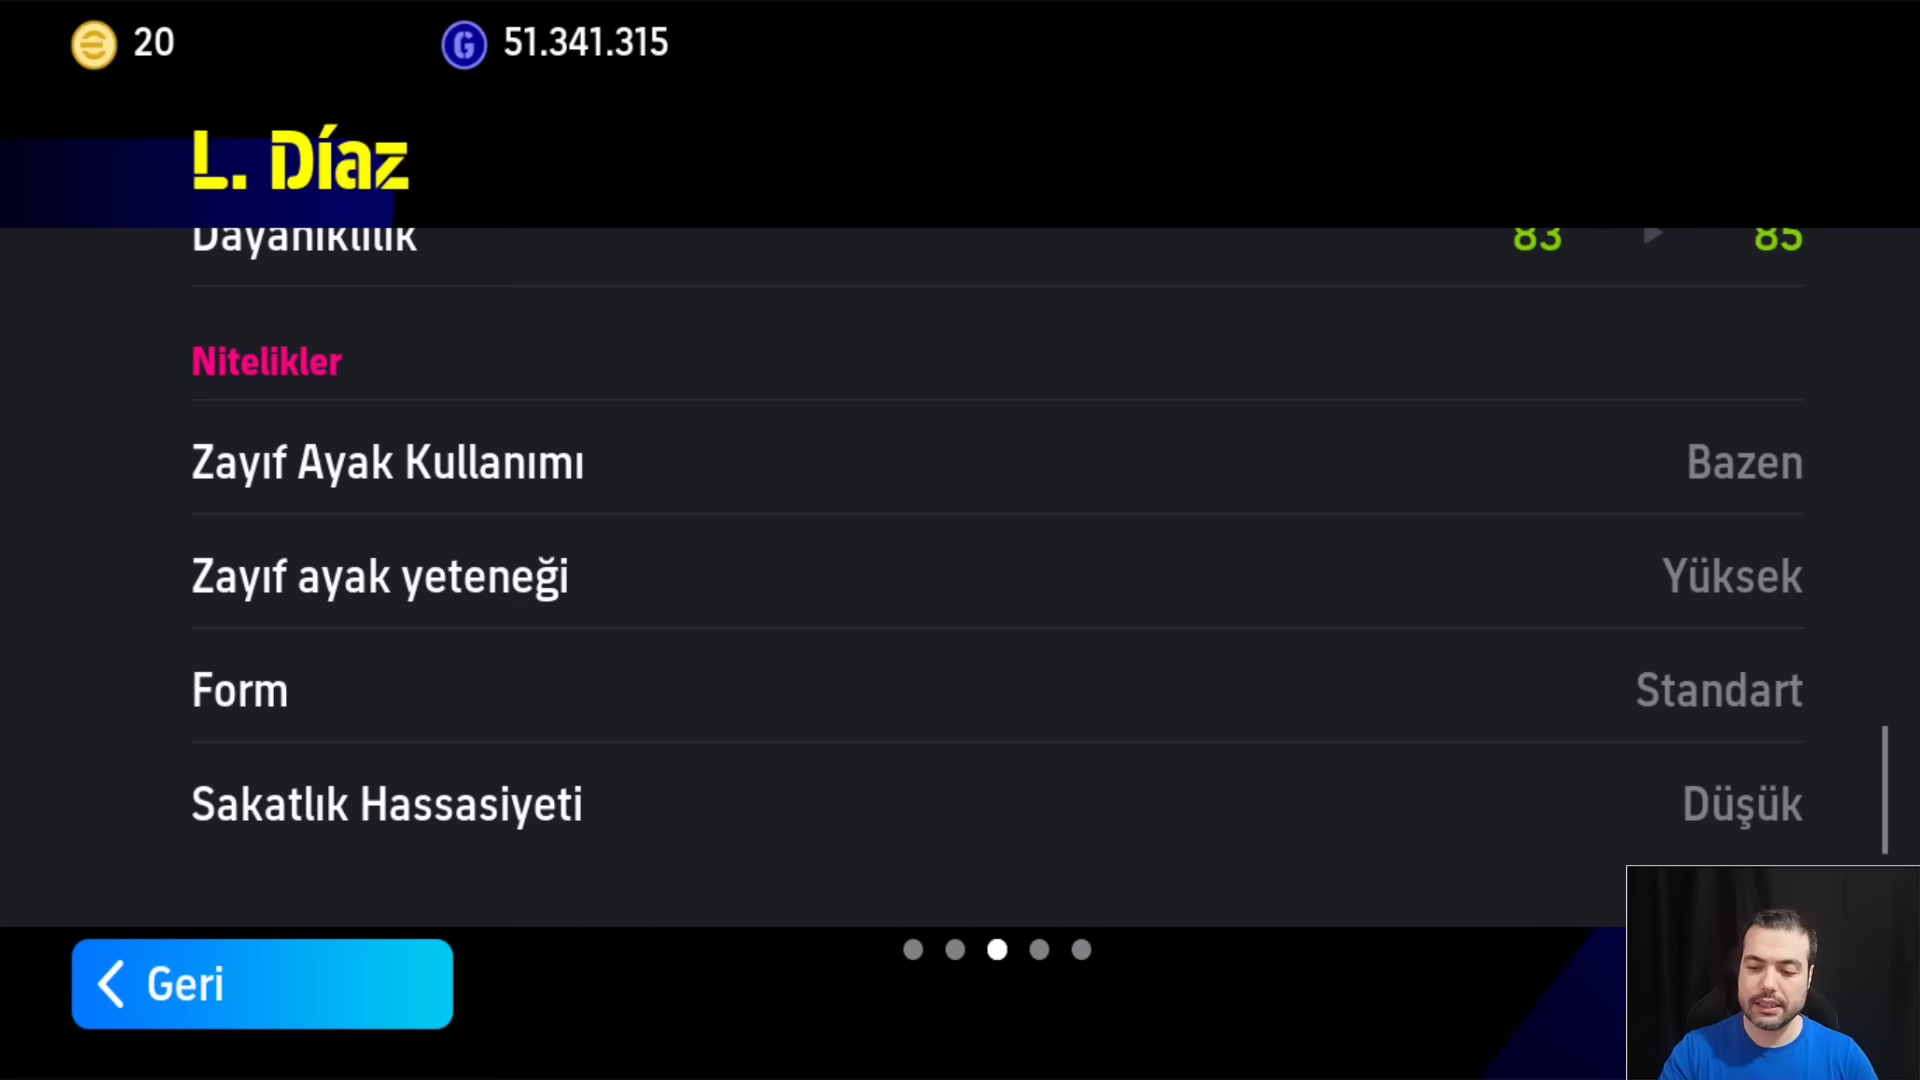 20
51.341.315
L. Díaz
Dayanıklılık 83 85
Nitelikler
Zayıf Ayak Kullanımı Bazen
Zayıf ayak yeteneği Yüksek
Form Standart
Sakatlık Hassasiyeti Düşük
Geri